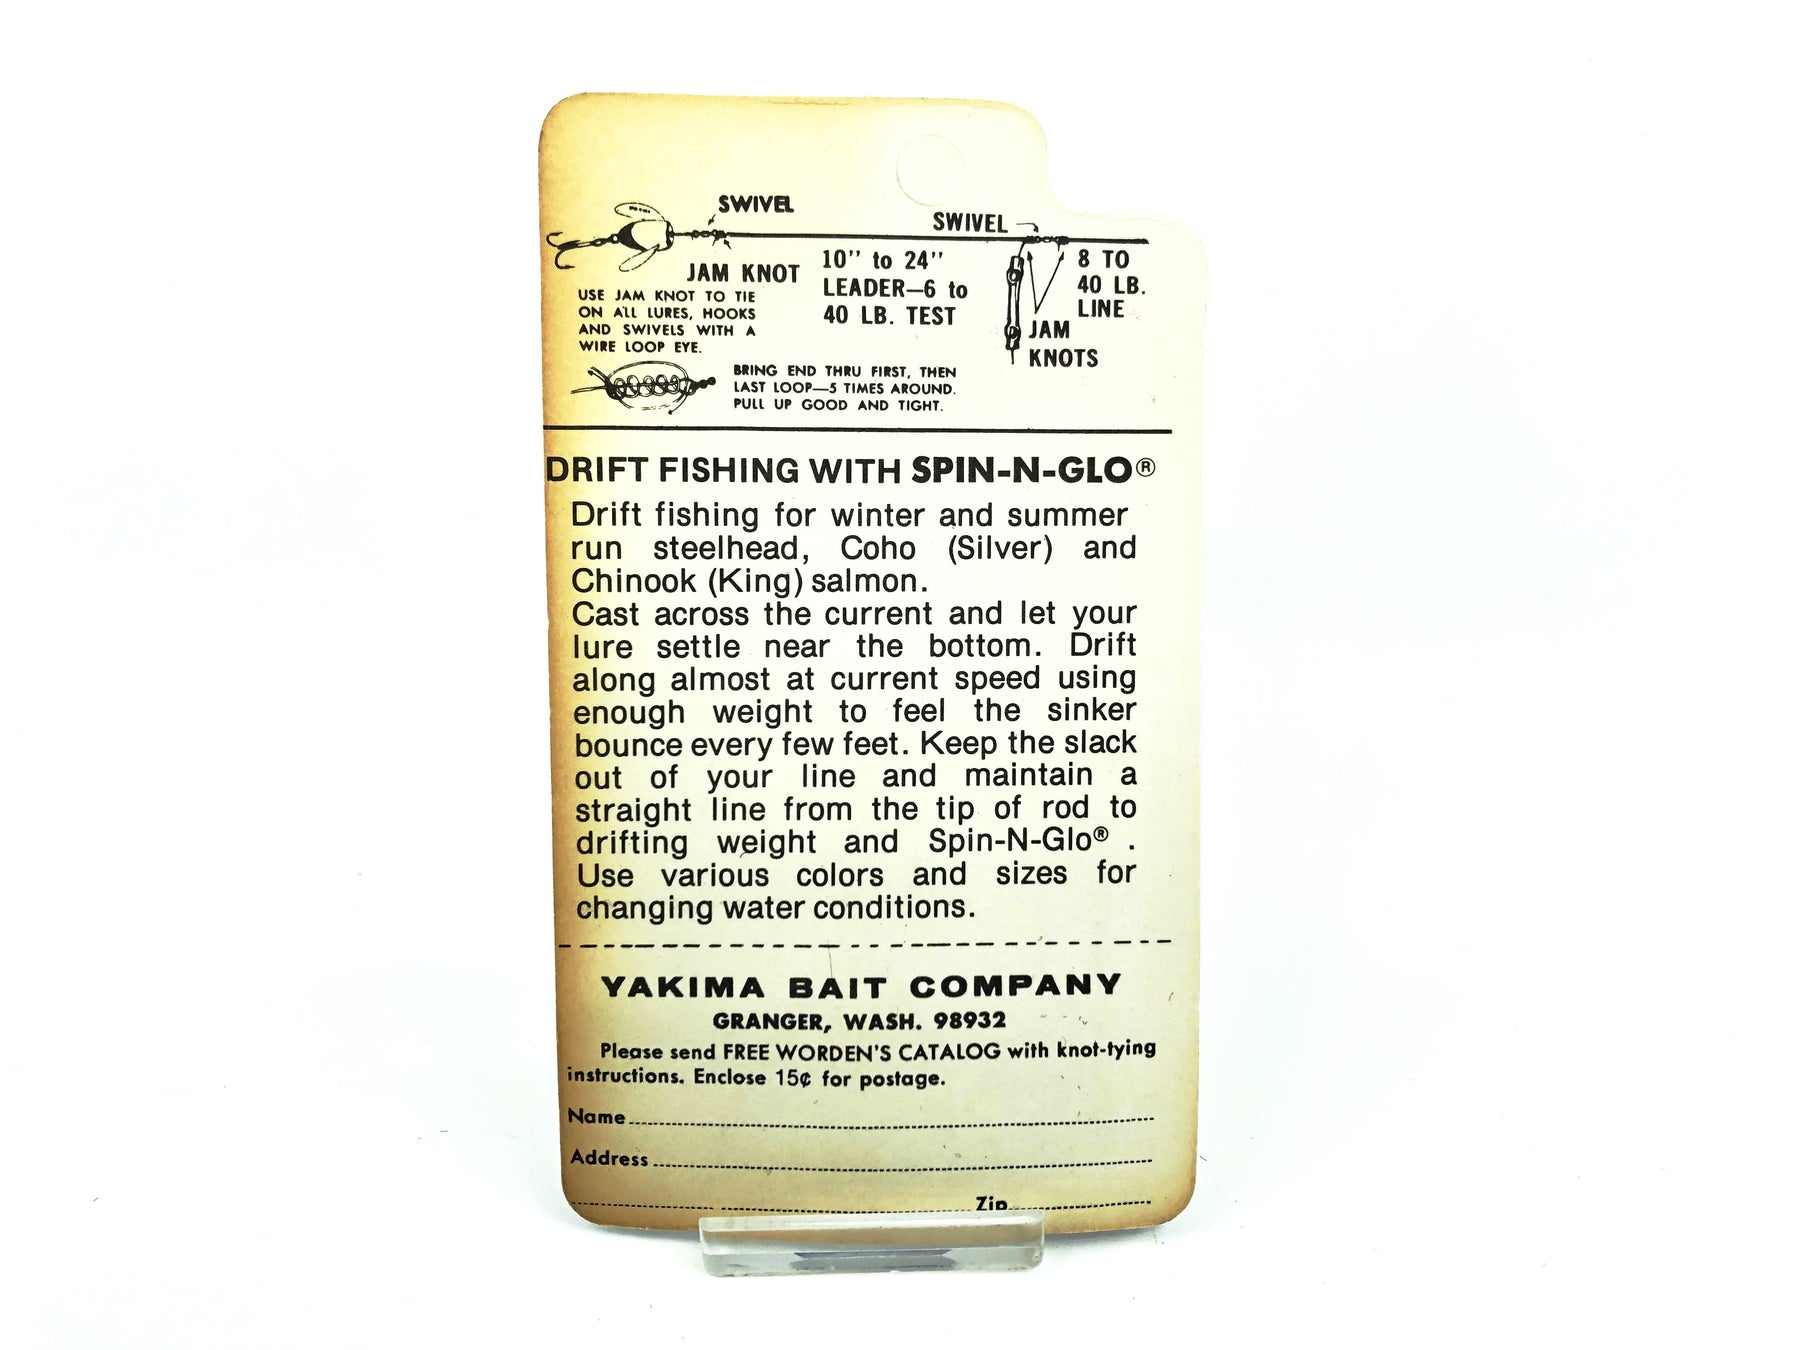 SWIVEL
SWIVEL
JAM KNOT
10" to 24"
LEADER—6 to
40 LB. TEST
8 TO
40 LB.
LINE
JAM
KNOTS
USE JAM KNOT TO TIE
ON ALL LURES, HOOKS
AND SWIVELS WITH A
WIRE LOOP EYE.
BRING END THRU FIRST, THEN
LAST LOOP—5 TIMES AROUND.
PULL UP GOOD AND TIGHT.
DRIFT FISHING WITH SPIN-N-GLO®
Drift fishing for winter and summer
run steelhead, Coho (Silver) and
Chinook (King) salmon.
Cast across the current and let your
lure settle near the bottom. Drift
along almost at current speed using
enough weight to feel the sinker
bounce every few feet. Keep the slack
out of your line and maintain a
straight line from the tip of rod to
drifting weight and Spin-N-Glo® .
Use various colors and sizes for
changing water conditions.
YAKIMA BAIT COMPANY
GRANGER, WASH. 98932
Please send FREE WORDEN'S CATALOG with knot-tying
instructions. Enclose 15¢ for postage.
Name
Address
Zip